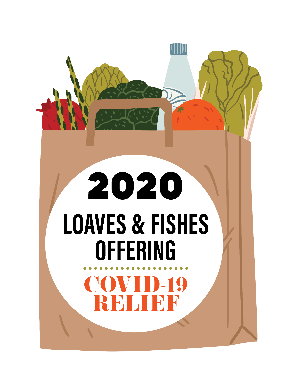 2020
LOAVES & FISHES
OFFERING
COVID-19
RELIEF